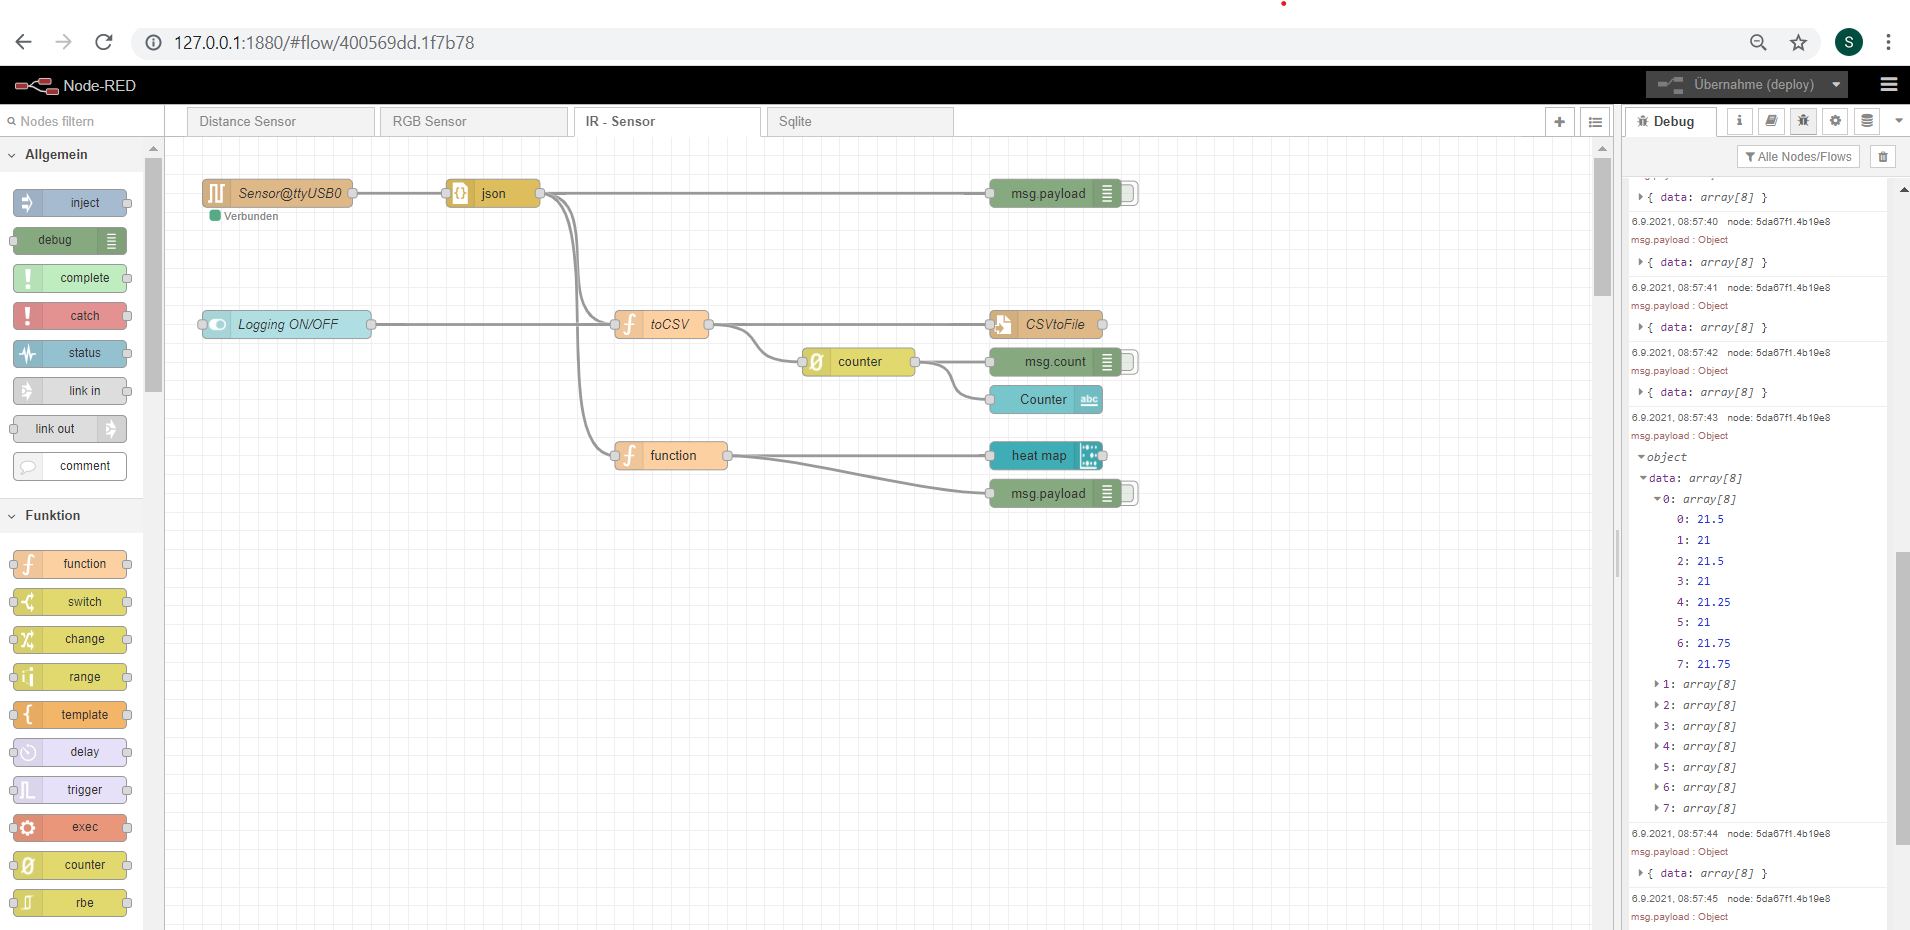 127.0.0.1:1880/#flow/400569dd.1f7b78
S
Node-RED
Übernahme (deploy)
Nodes filtern
Distance Sensor
RGB Sensor
IR - Sensor
Sqlite
Debug
Alle Nodes/Flows
Allgemein
inject
debug
complete
catch
status
link in
link out
comment
Funktion
function
switch
change
range
template
delay
trigger
exec
counter
rbe
Sensor@ttyUSB0
Verbunden
json
msg.payload
Logging ON/OFF
toCSV
CSVtoFile
counter
msg.count
Counter
abc
function
heat map
msg.payload
{ data: array[8] }
6.9.2021, 08:57:40 node: 5da67f1.4b19e8
msg.payload : Object
{ data: array[8] }
6.9.2021, 08:57:41 node: 5da67f1.4b19e8
msg.payload : Object
{ data: array[8] }
6.9.2021, 08:57:42 node: 5da67f1.4b19e8
msg.payload : Object
{ data: array[8] }
6.9.2021, 08:57:43 node: 5da67f1.4b19e8
msg.payload : Object
object
data: array[8]
0: array[8]
0: 21.5
1: 21
2: 21.5
3: 21
4: 21.25
5: 21
6: 21.75
7: 21.75
1: array[8]
2: array[8]
3: array[8]
4: array[8]
5: array[8]
6: array[8]
7: array[8]
6.9.2021, 08:57:44 node: 5da67f1.4b19e8
msg.payload : Object
{ data: array[8] }
6.9.2021, 08:57:45 node: 5da67f1.4b19e8
msg.payload : Object